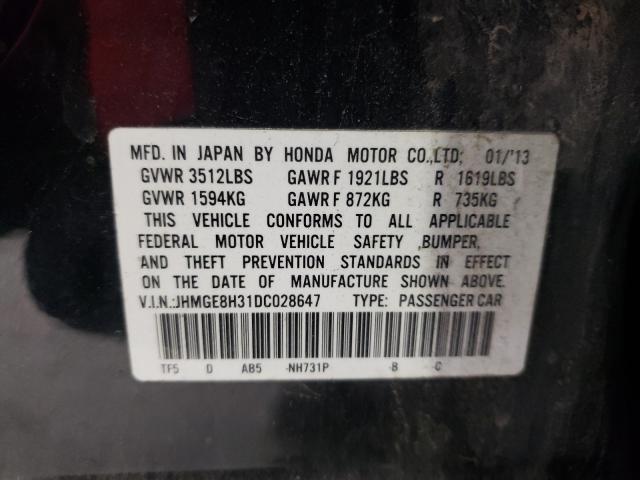 MFD. IN JAPAN BY HONDA MOTOR CO.,LTD; 01/'13
GVWR 3512LBS GAWR F 1921LBS R 1619LBS
GVWR 1594KG GAWR F 872KG R 735KG
THIS VEHICLE CONFORMS TO ALL APPLICABLE
FEDERAL MOTOR VEHICLE SAFETY ,BUMPER,
AND THEFT PREVENTION STANDARDS IN EFFECT
ON THE DATE OF MANUFACTURE SHOWN ABOVE.
V.I.N.:JHMGE8H31DC028647 TYPE: PASSENGER CAR
TF5 D AB5 -NH731P -B -C